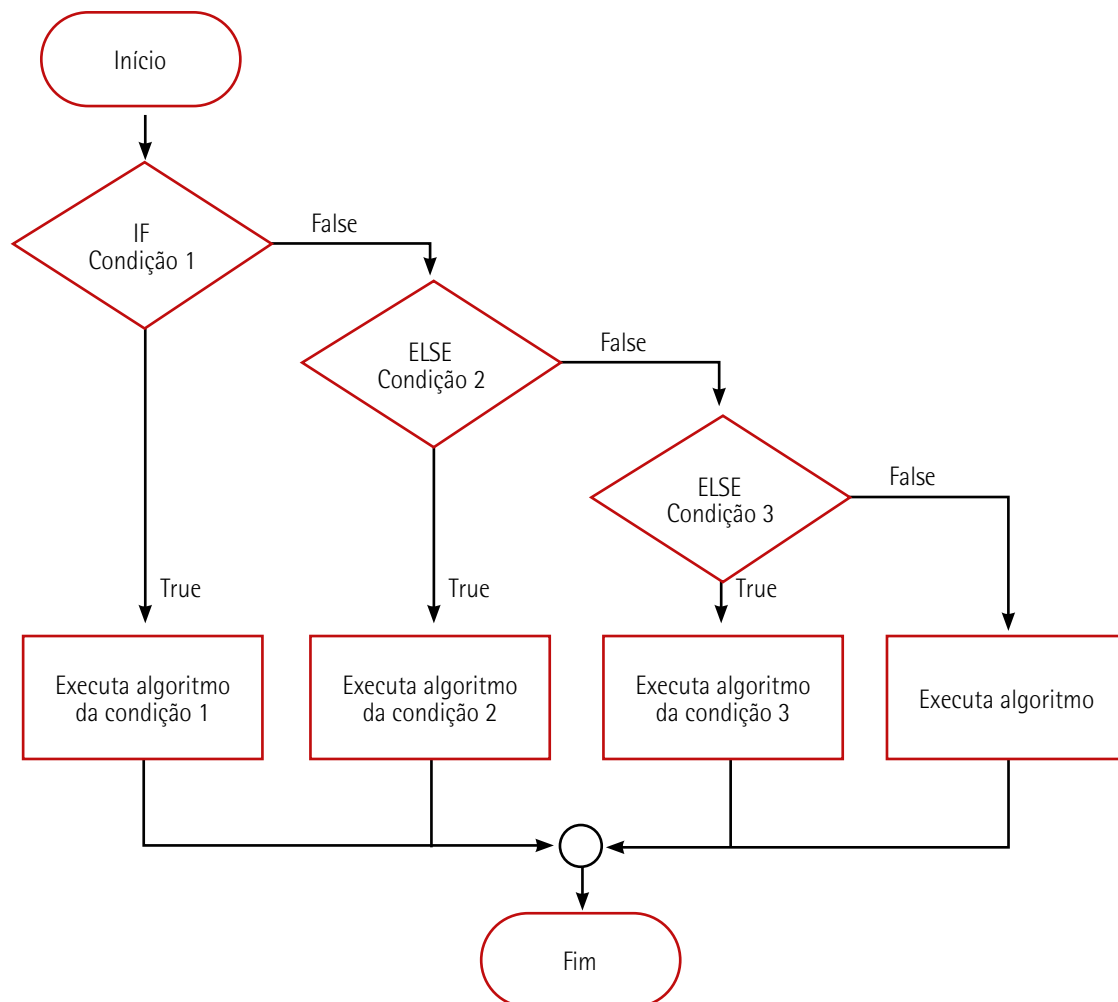 Início
IF
Condição 1
False
ELSE
Condição 2
False
ELSE
Condição 3
False
True
True
True
Executa algoritmo
da condição 1
Executa algoritmo
da condição 2
Executa algoritmo
da condição 3
Executa algoritmo
Fim